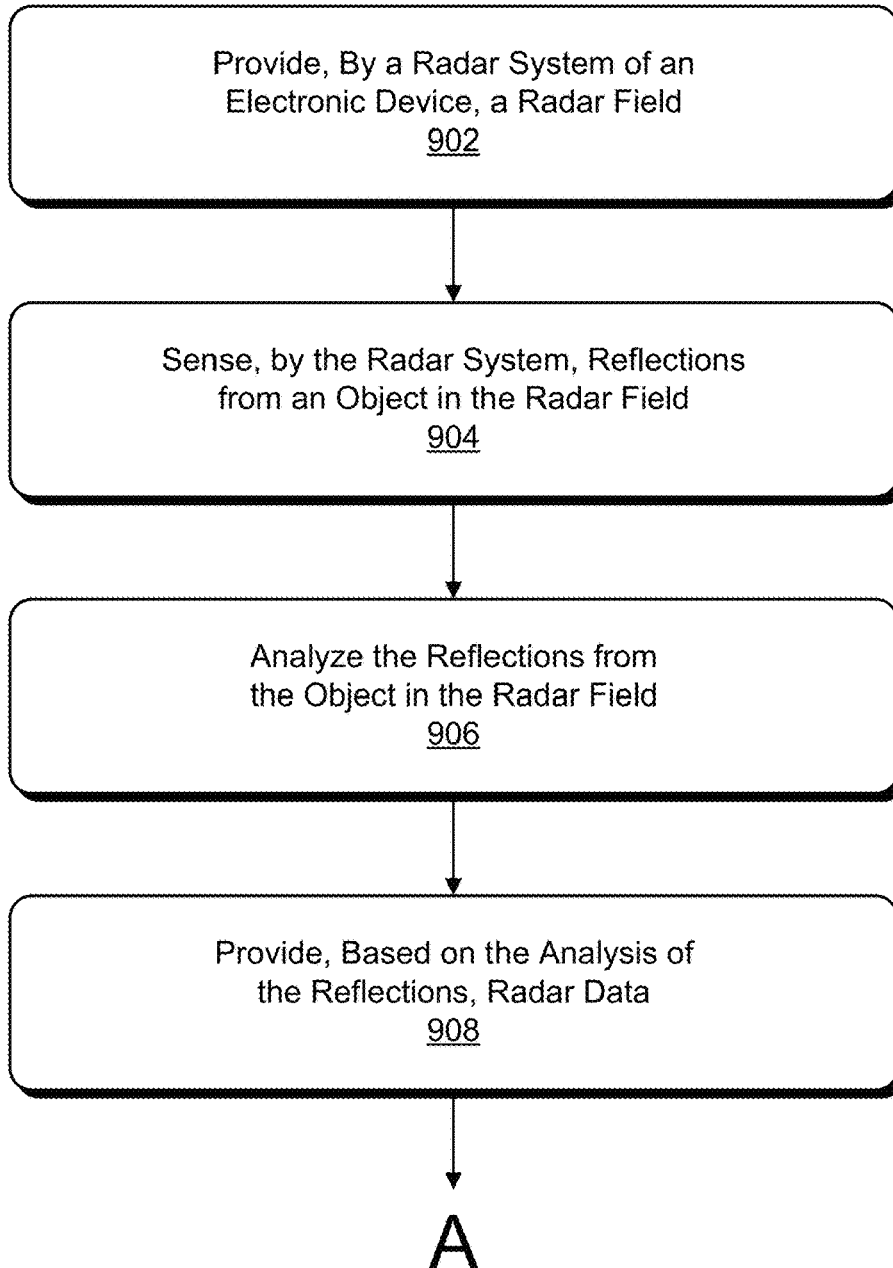 Provide, By a Radar System of an
Electronic Device, a Radar Field
902
Sense, by the Radar System, Reflections
from an Object in the Radar Field
904
Analyze the Reflections from
the Object in the Radar Field
906
Provide, Based on the Analysis of
the Reflections, Radar Data
908
A